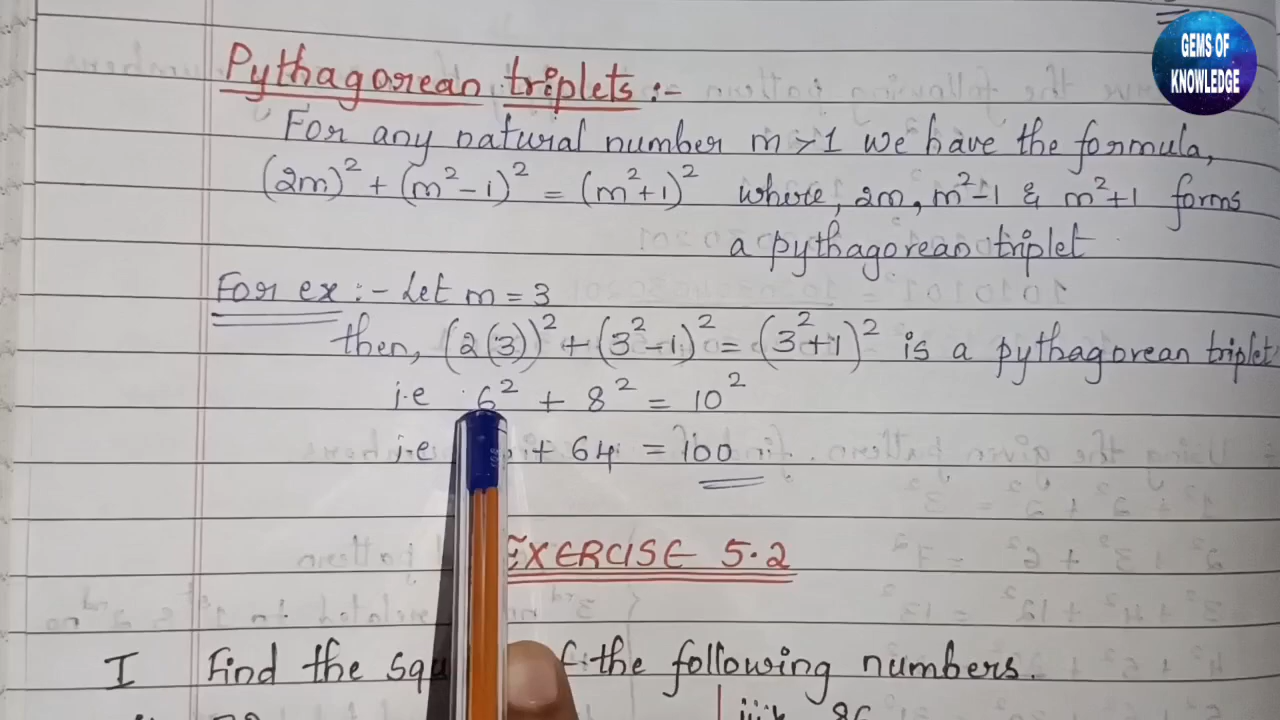 GEMS OF
KNOWLEDGE
Pythagorean triplets :-
For any natural number m > 1 we have the formula,
(2m)² + (m² - 1)² = (m² + 1)² where, 2m, m² - 1 & m² + 1 forms
a pythagorean triplet
For ex :- Let m = 3
then, (2(3))² + (3² - 1)² = (3² + 1)² is a pythagorean triplet
i.e 6² + 8² = 10²
i.e + 64 = 100
EXERCISE 5.2
I Find the the following numbers.